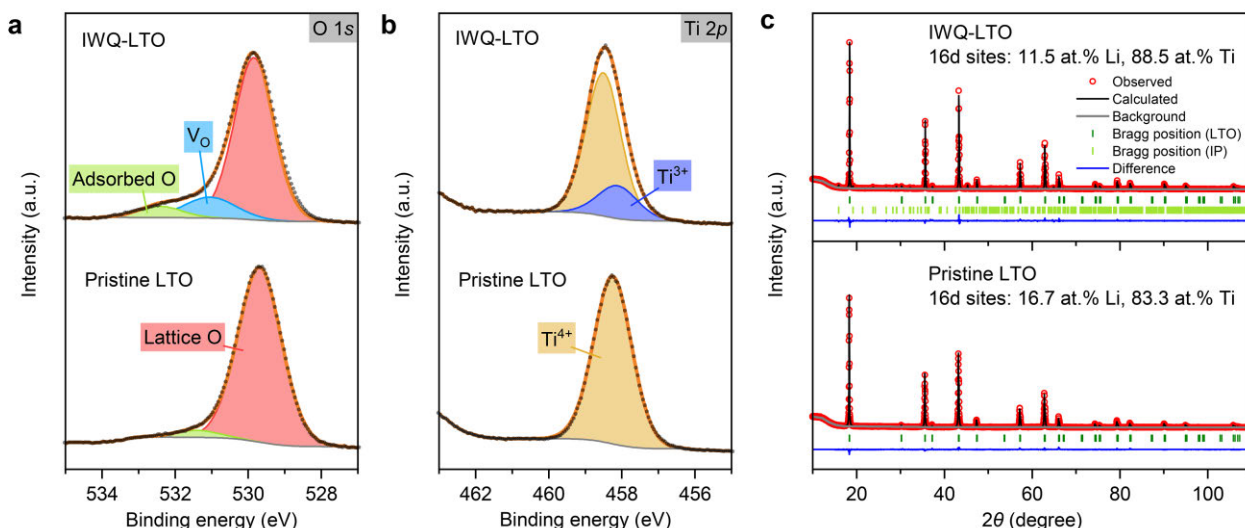 a
O 1s
IWQ-LTO
V_O
Adsorbed O
Pristine LTO
Lattice O
Intensity (a.u.)
534
532
530
528
Binding energy (eV)
b
Ti 2p
IWQ-LTO
Ti³⁺
Pristine LTO
Ti⁴⁺
Intensity (a.u.)
462
460
458
456
Binding energy (eV)
c
IWQ-LTO
16d sites: 11.5 at.% Li, 88.5 at.% Ti
Observed
Calculated
Background
Bragg position (LTO)
Bragg position (IP)
Difference
Pristine LTO
16d sites: 16.7 at.% Li, 83.3 at.% Ti
Intensity (a.u.)
20
40
60
80
100
2θ (degree)